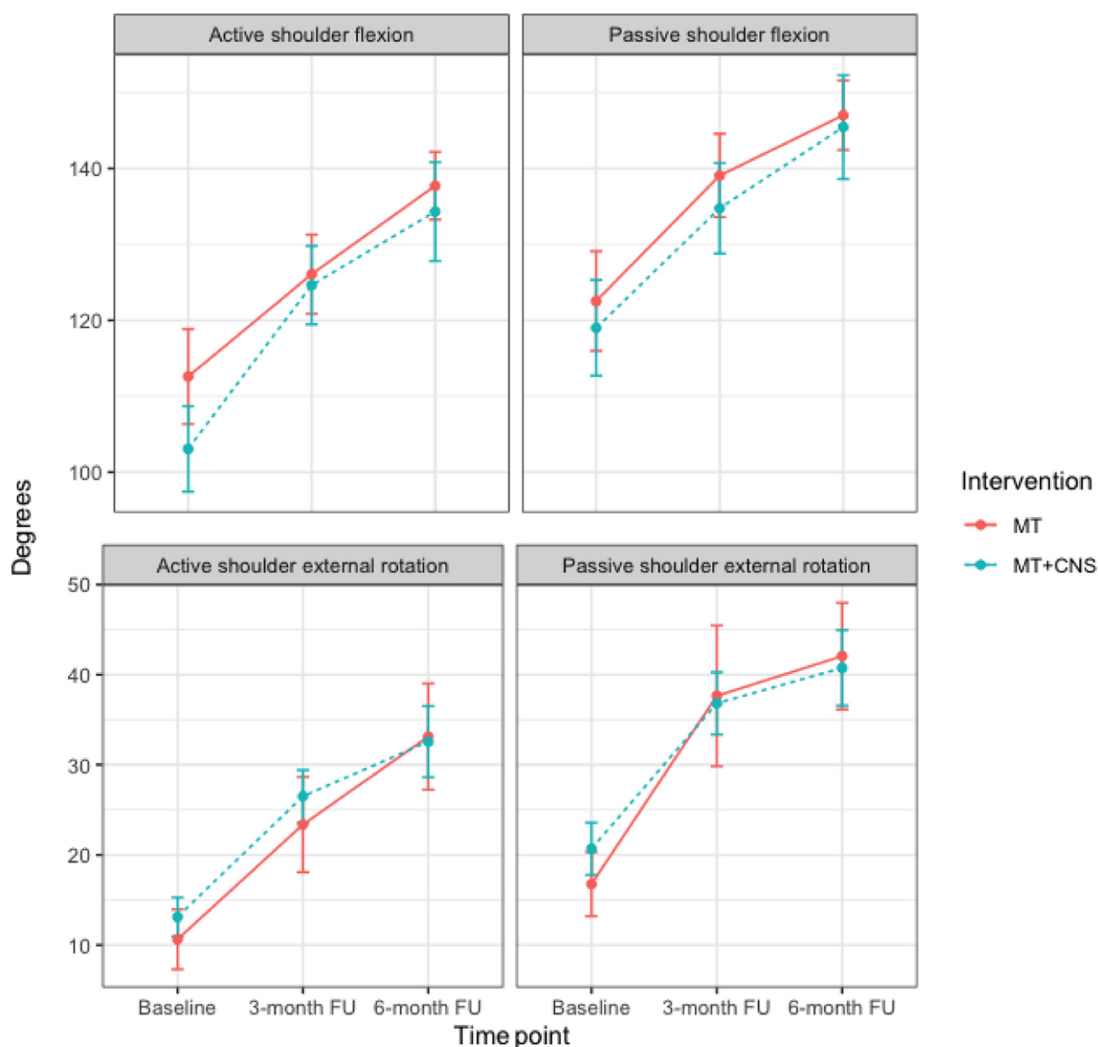 Active shoulder flexion
Passive shoulder flexion
140
120
100
Degrees
Active shoulder external rotation
Passive shoulder external rotation
50
40
30
20
10
Baseline
3-month FU
6-month FU
Baseline
3-month FU
6-month FU
Time point
Intervention
MT
MT+CNS